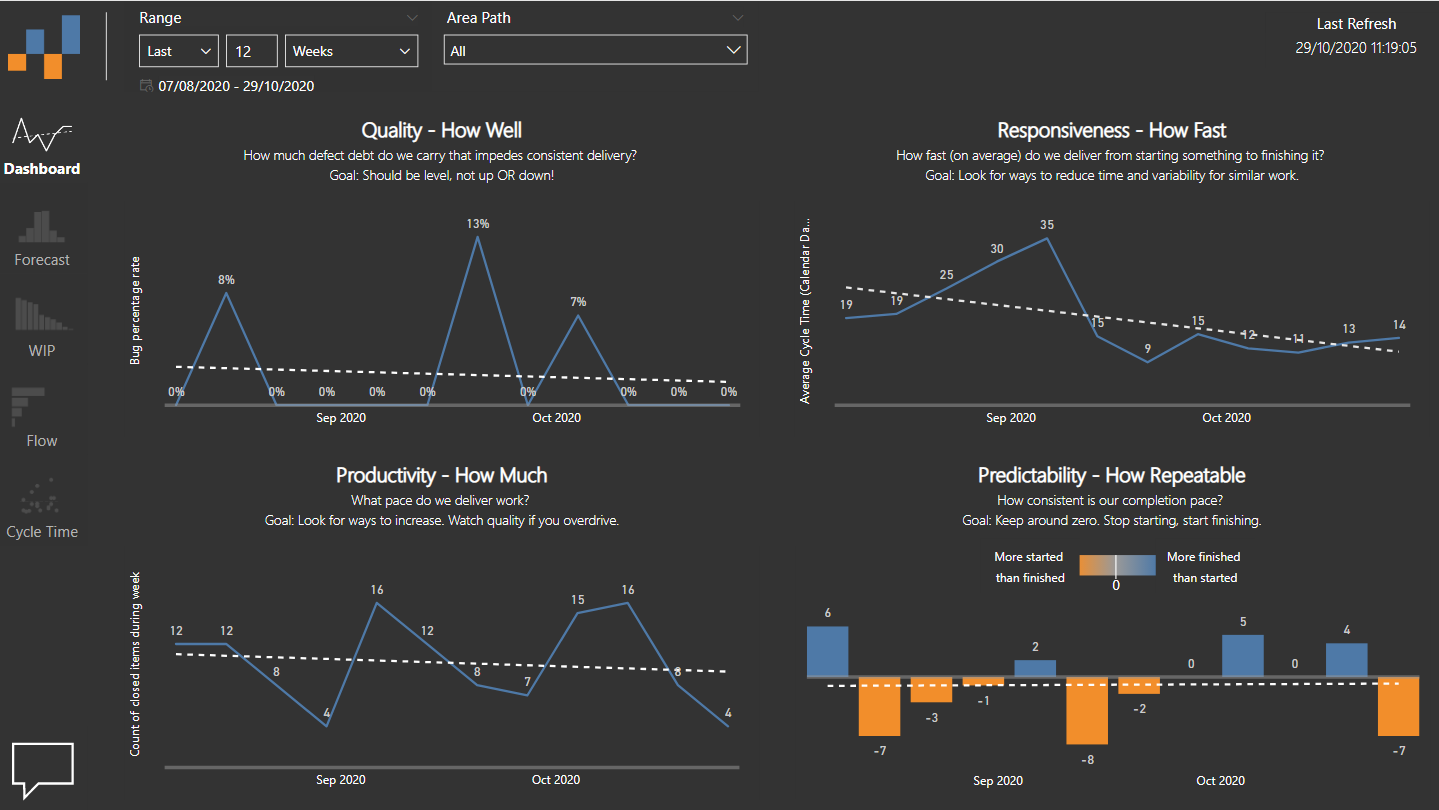 Range
Area Path
Last Refresh
Last
12
Weeks
All
29/10/2020 11:19:05
07/08/2020 - 29/10/2020
Dashboard
Forecast
WIP
Flow
Cycle Time
Quality - How Well
How much defect debt do we carry that impedes consistent delivery?
Goal: Should be level, not up OR down!
Bug percentage rate
0%
8%
0%
0%
0%
0%
13%
0%
7%
0%
0%
0%
Sep 2020
Oct 2020
Responsiveness - How Fast
How fast (on average) do we deliver from starting something to finishing it?
Goal: Look for ways to reduce time and variability for similar work.
Average Cycle Time (Calendar Da...
19
19
25
30
35
15
9
15
12
11
13
14
Sep 2020
Oct 2020
Productivity - How Much
What pace do we deliver work?
Goal: Look for ways to increase. Watch quality if you overdrive.
Count of closed items during week
12
12
8
4
16
12
8
7
15
16
8
4
Sep 2020
Oct 2020
Predictability - How Repeatable
How consistent is our completion pace?
Goal: Keep around zero. Stop starting, start finishing.
More started
than finished
0
More finished
than started
6
-7
-3
-1
2
-8
-2
0
5
0
4
-7
Sep 2020
Oct 2020